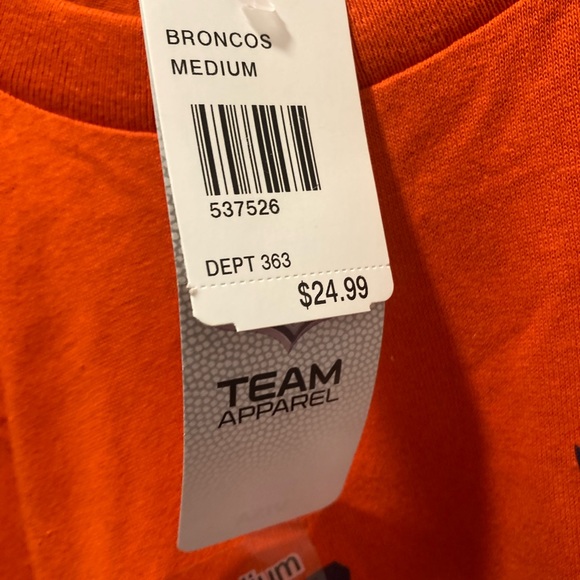 BRONCOS
MEDIUM
537526
DEPT 363
$24.99
TEAM
APPAREL